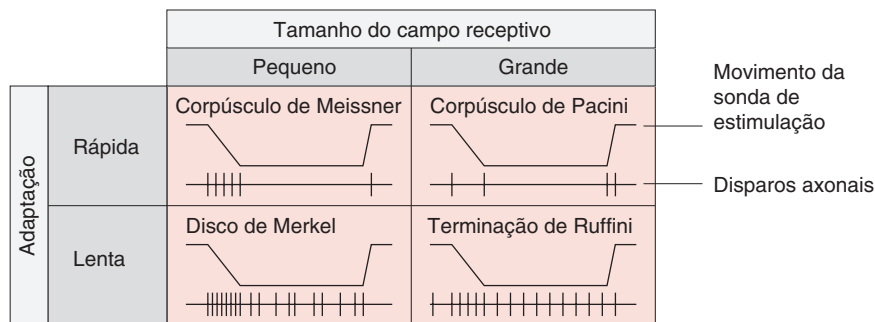 Tamanho do campo receptivo
Pequeno
Grande
Adaptação
Rápida
Corpúsculo de Meissner
Corpúsculo de Pacini
Movimento da
sonda de
estimulação
Disparos axonais
Lenta
Disco de Merkel
Terminação de Ruffini